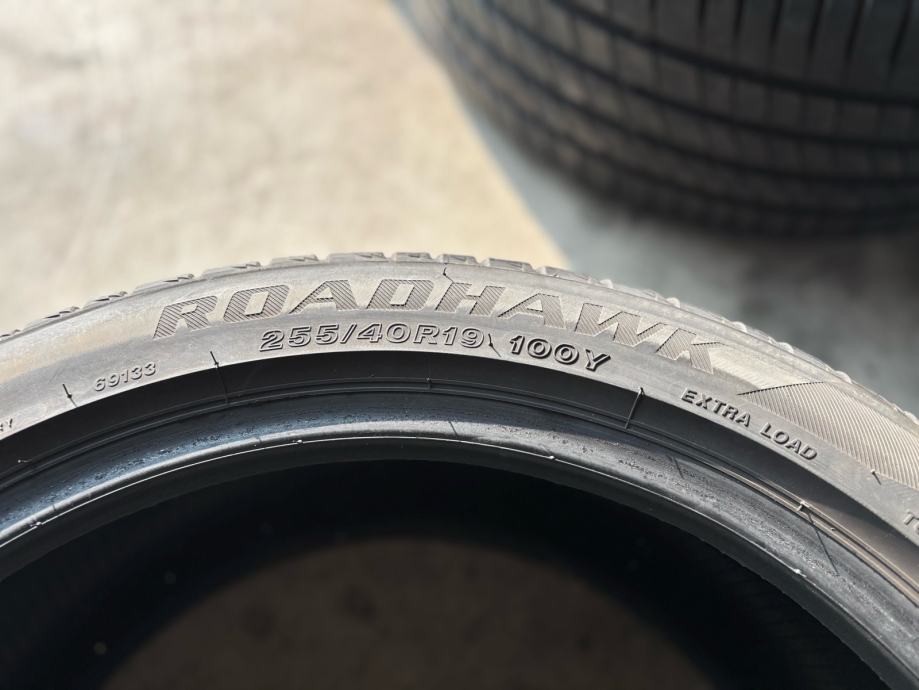 ROADHAWK
255/40R19 100Y
69133
EXTRA LOAD